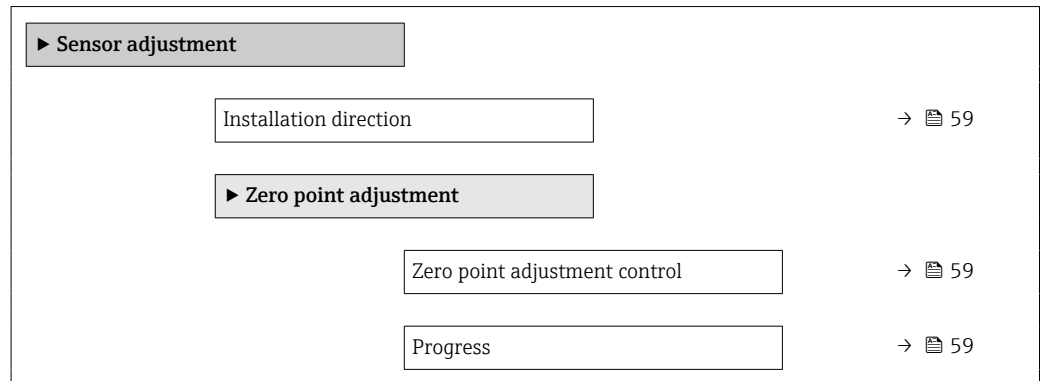 ▶ Sensor adjustment
Installation direction → 59
▶ Zero point adjustment
Zero point adjustment control → 59
Progress → 59